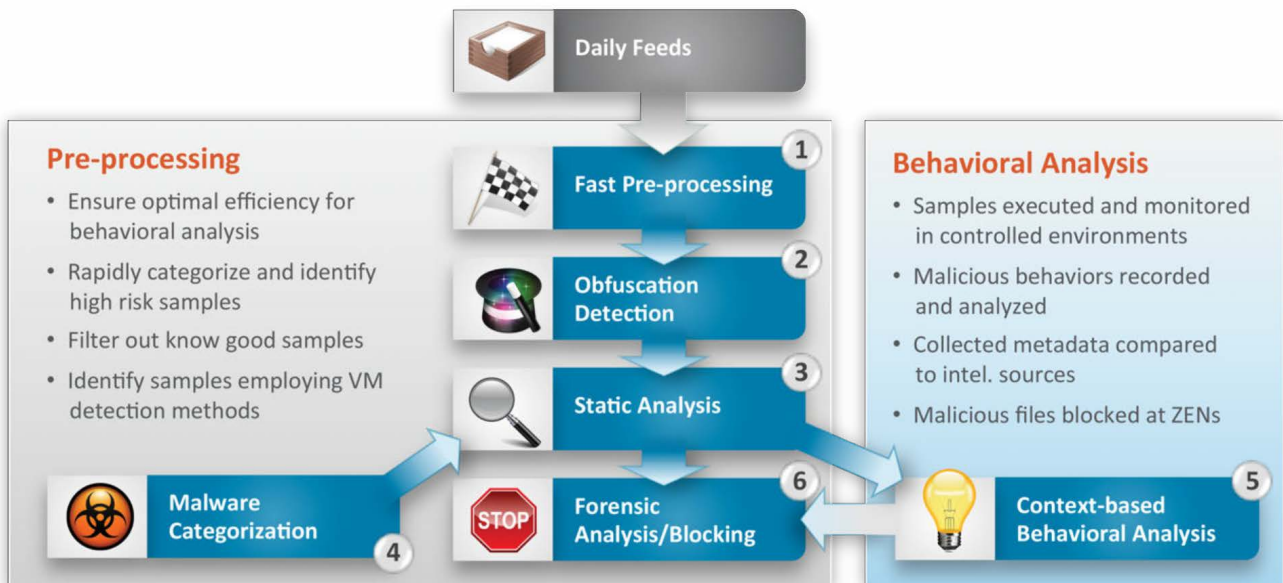 Daily Feeds
Pre-processing
• Ensure optimal efficiency for
behavioral analysis
• Rapidly categorize and identify
high risk samples
• Filter out know good samples
• Identify samples employing VM
detection methods
1
Fast Pre-processing
2
Obfuscation
Detection
3
Static Analysis
Malware
Categorization
4
6
STOP
Forensic
Analysis/Blocking
Behavioral Analysis
• Samples executed and monitored
in controlled environments
• Malicious behaviors recorded
and analyzed
• Collected metadata compared
to intel. sources
• Malicious files blocked at ZENs
5
Context-based
Behavioral Analysis